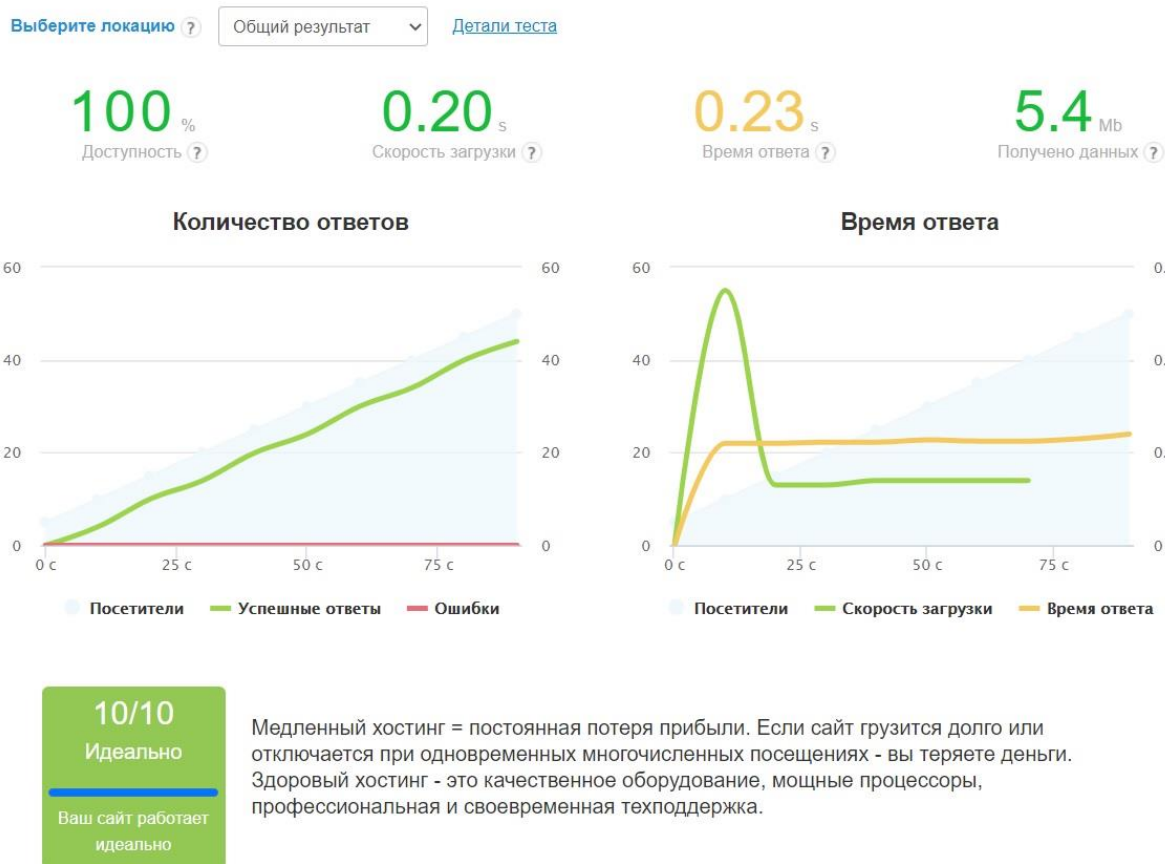 Выберите локацию ? Общий результат Детали теста
100 % 0.20 s 0.23 s 5.4 Mb
Доступность ? Скорость загрузки ? Время ответа ? Получено данных ?
Количество ответов
60 60
40 40
20 20
0 0
0 с 25 с 50 с 75 с
Посетители Успешные ответы Ошибки
Время ответа
60 0.
40 0.
20 0.
0 0
0 с 25 с 50 с 75 с
Посетители Скорость загрузки Время ответа
10/10
Идеально
Ваш сайт работает
идеально
Медленный хостинг = постоянная потеря прибыли. Если сайт грузится долго или
отключается при одновременных многочисленных посещениях - вы теряете деньги.
Здоровый хостинг - это качественное оборудование, мощные процессоры,
профессиональная и своевременная техподдержка.